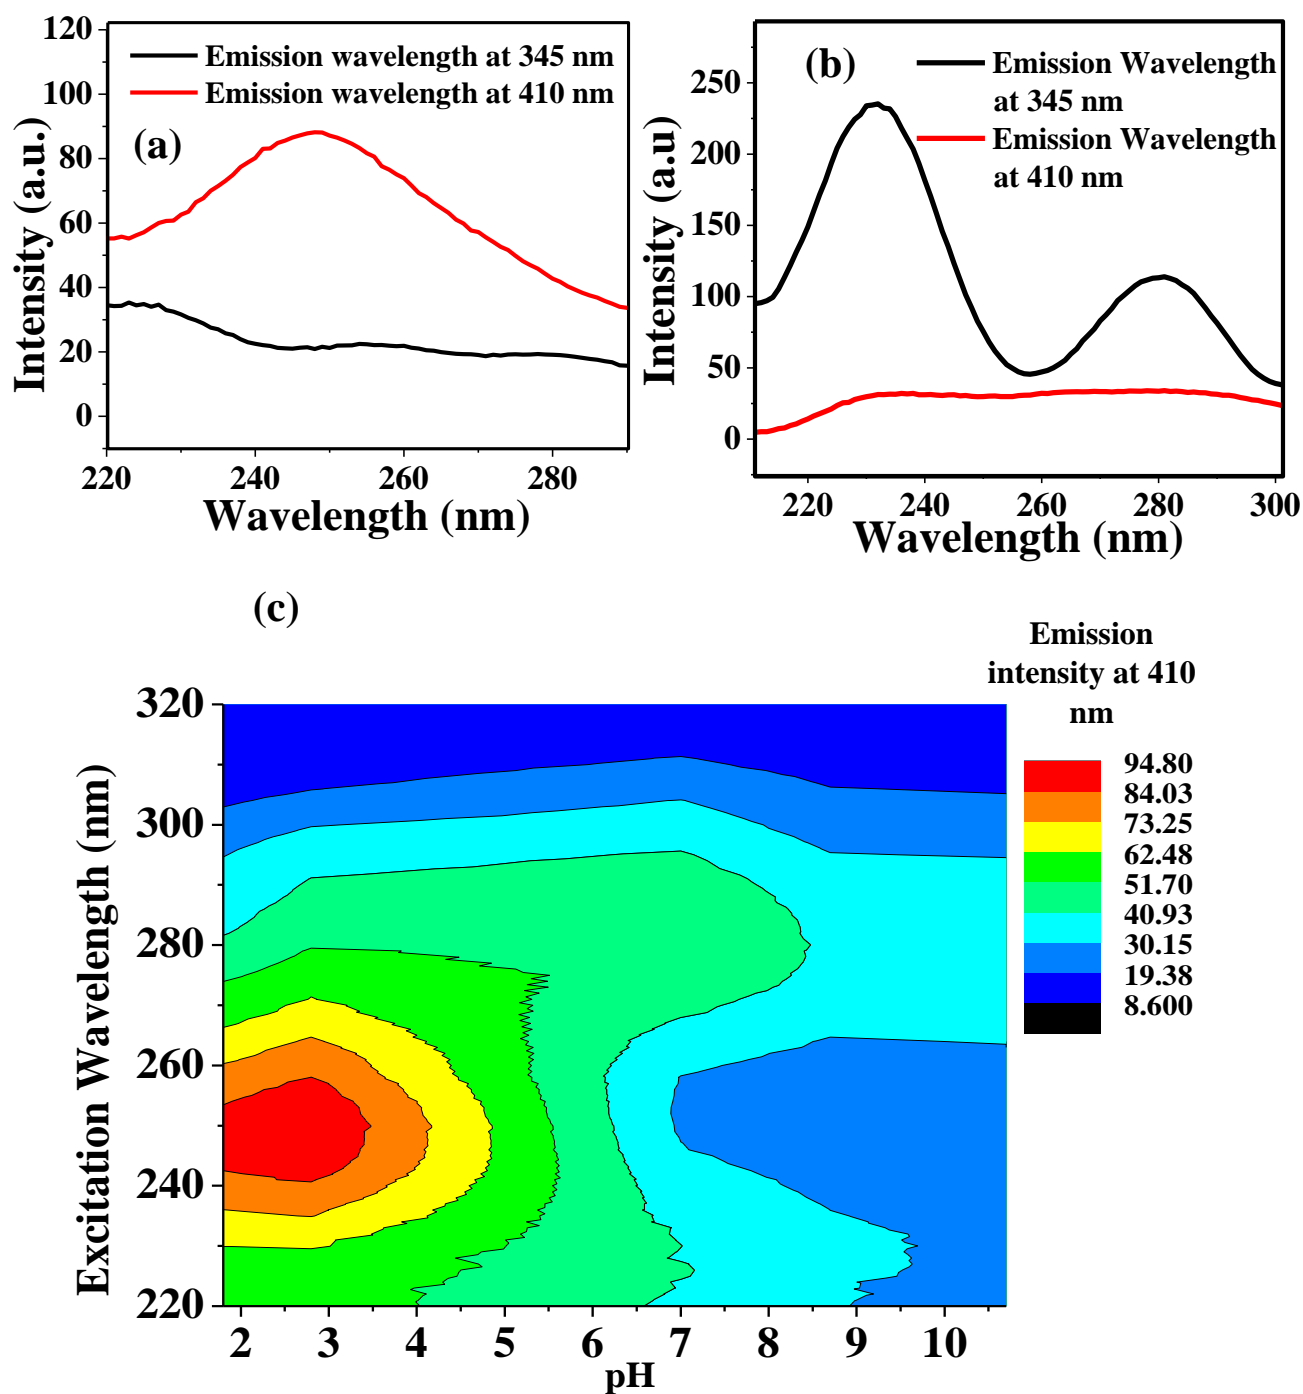 120
100
80
60
40
20
0
Intensity (a.u.)
Emission wavelength at 345 nm
Emission wavelength at 410 nm
(a)
220 240 260 280
Wavelength (nm)
250
200
150
100
50
0
Intensity (a.u)
(b)
Emission Wavelength
at 345 nm
Emission Wavelength
at 410 nm
220 240 260 280 300
Wavelength (nm)
(c)
Emission
intensity at 410
nm
94.80
84.03
73.25
62.48
51.70
40.93
30.15
19.38
8.600
320
300
280
260
240
220
Excitation Wavelength (nm)
2 3 4 5 6 7 8 9 10
pH